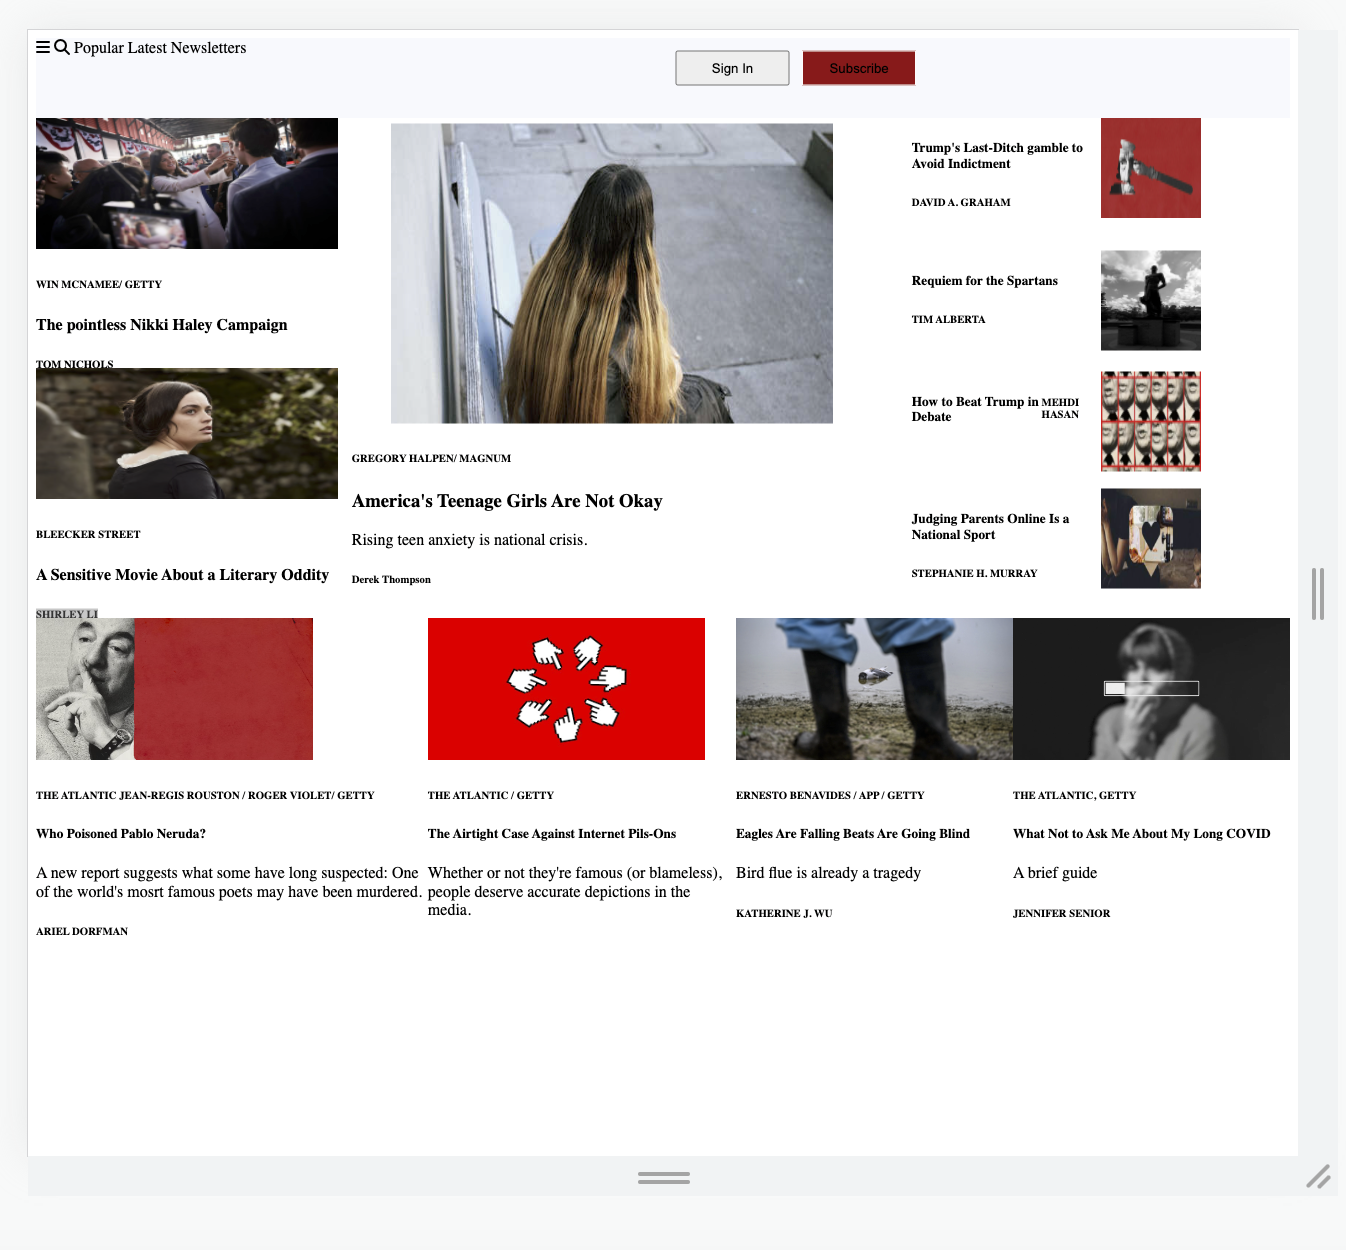 Popular Latest Newsletters
Sign In
Subscribe
WIN MCNAMEE/ GETTY
The pointless Nikki Haley Campaign
TOM NICHOLS
BLEECKER STREET
A Sensitive Movie About a Literary Oddity
SHIRLEY LI
GREGORY HALPEN/ MAGNUM
America's Teenage Girls Are Not Okay
Rising teen anxiety is national crisis.
Derek Thompson
Trump's Last-Ditch gamble to
Avoid Indictment
DAVID A. GRAHAM
Requiem for the Spartans
TIM ALBERTA
How to Beat Trump in
Debate
MEHDI
HASAN
Judging Parents Online Is a
National Sport
STEPHANIE H. MURRAY
THE ATLANTIC JEAN-REGIS ROUSTON / ROGER VIOLET/ GETTY
Who Poisoned Pablo Neruda?
A new report suggests what some have long suspected: One
of the world's mosrt famous poets may have been murdered.
ARIEL DORFMAN
THE ATLANTIC / GETTY
The Airtight Case Against Internet Pils-Ons
Whether or not they're famous (or blameless),
people deserve accurate depictions in the
media.
ERNESTO BENAVIDES / APP / GETTY
Eagles Are Falling Beats Are Going Blind
Bird flue is already a tragedy
KATHERINE J. WU
THE ATLANTIC, GETTY
What Not to Ask Me About My Long COVID
A brief guide
JENNIFER SENIOR